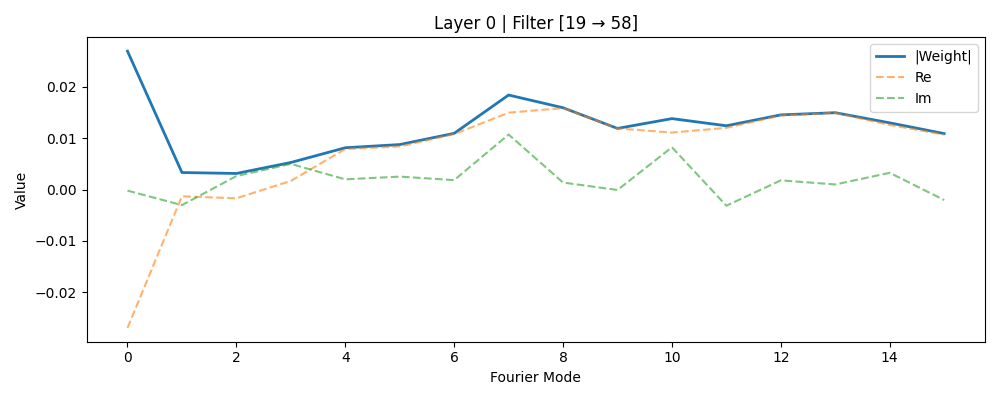 Layer 0 | Filter [19 → 58]
|Weight|
Re
Im
Value
0.02
0.01
0.00
−0.01
−0.02
0 2 4 6 8 10 12 14
Fourier Mode